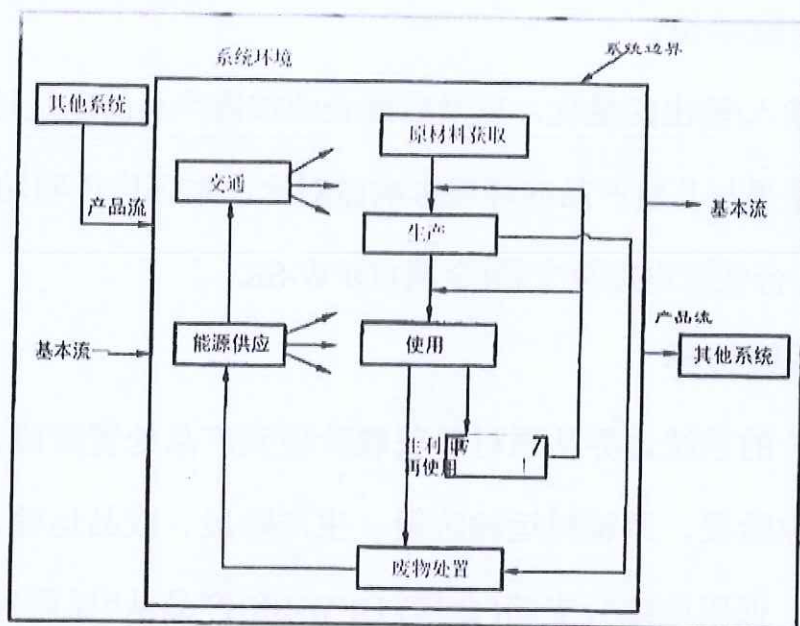 系统环境
系统边界
其他系统
原材料获取
交通
产品流
基本流
生产
产品流
基本流
能源供应
使用
其他系统
再使用
废物处置